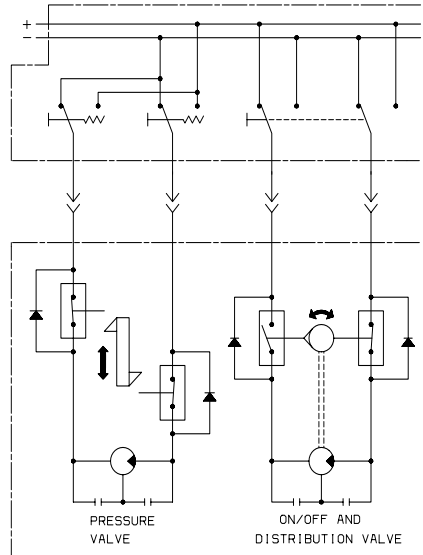 +
−
PRESSURE
VALVE
ON/OFF AND
DISTRIBUTION VALVE